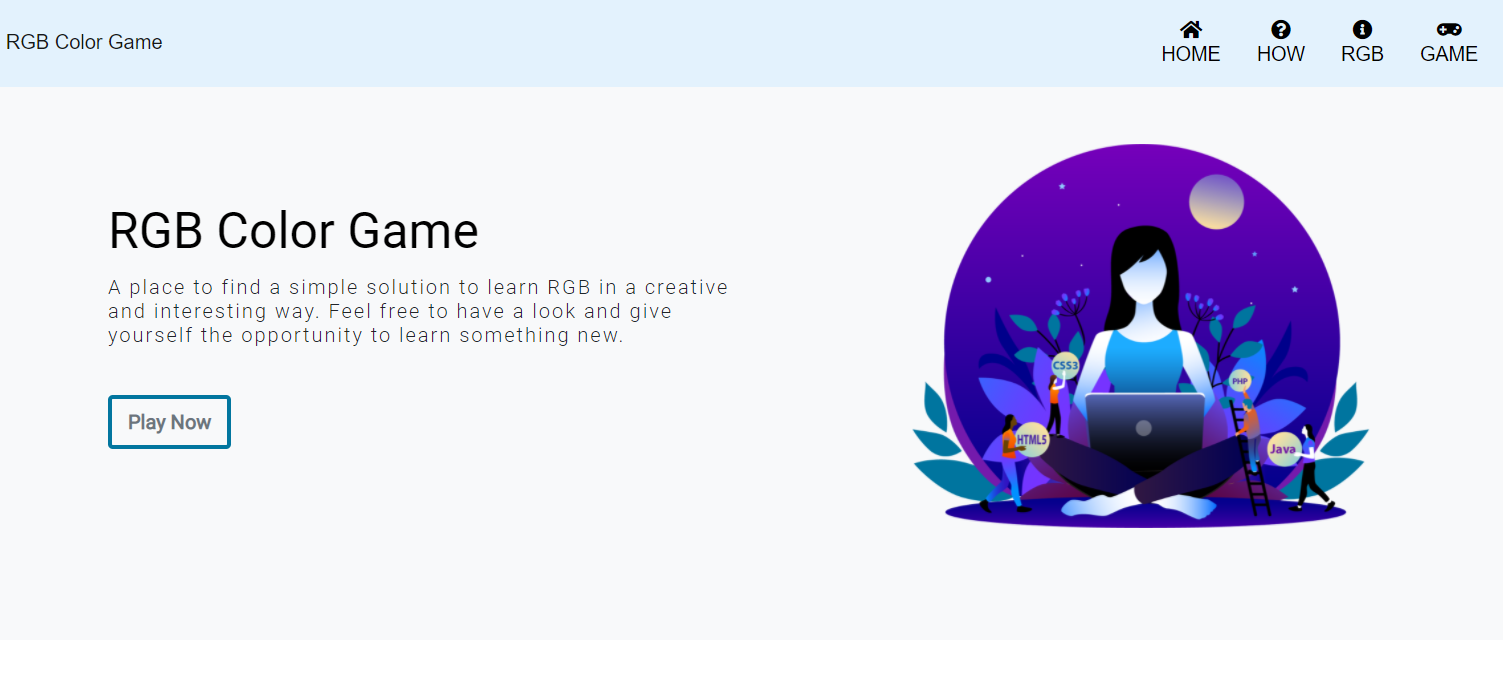 RGB Color Game
HOME
HOW
RGB
GAME
RGB Color Game
A place to find a simple solution to learn RGB in a creative
and interesting way. Feel free to have a look and give
yourself the opportunity to learn something new.
Play Now
CSS3
PHP
HTML5
Java